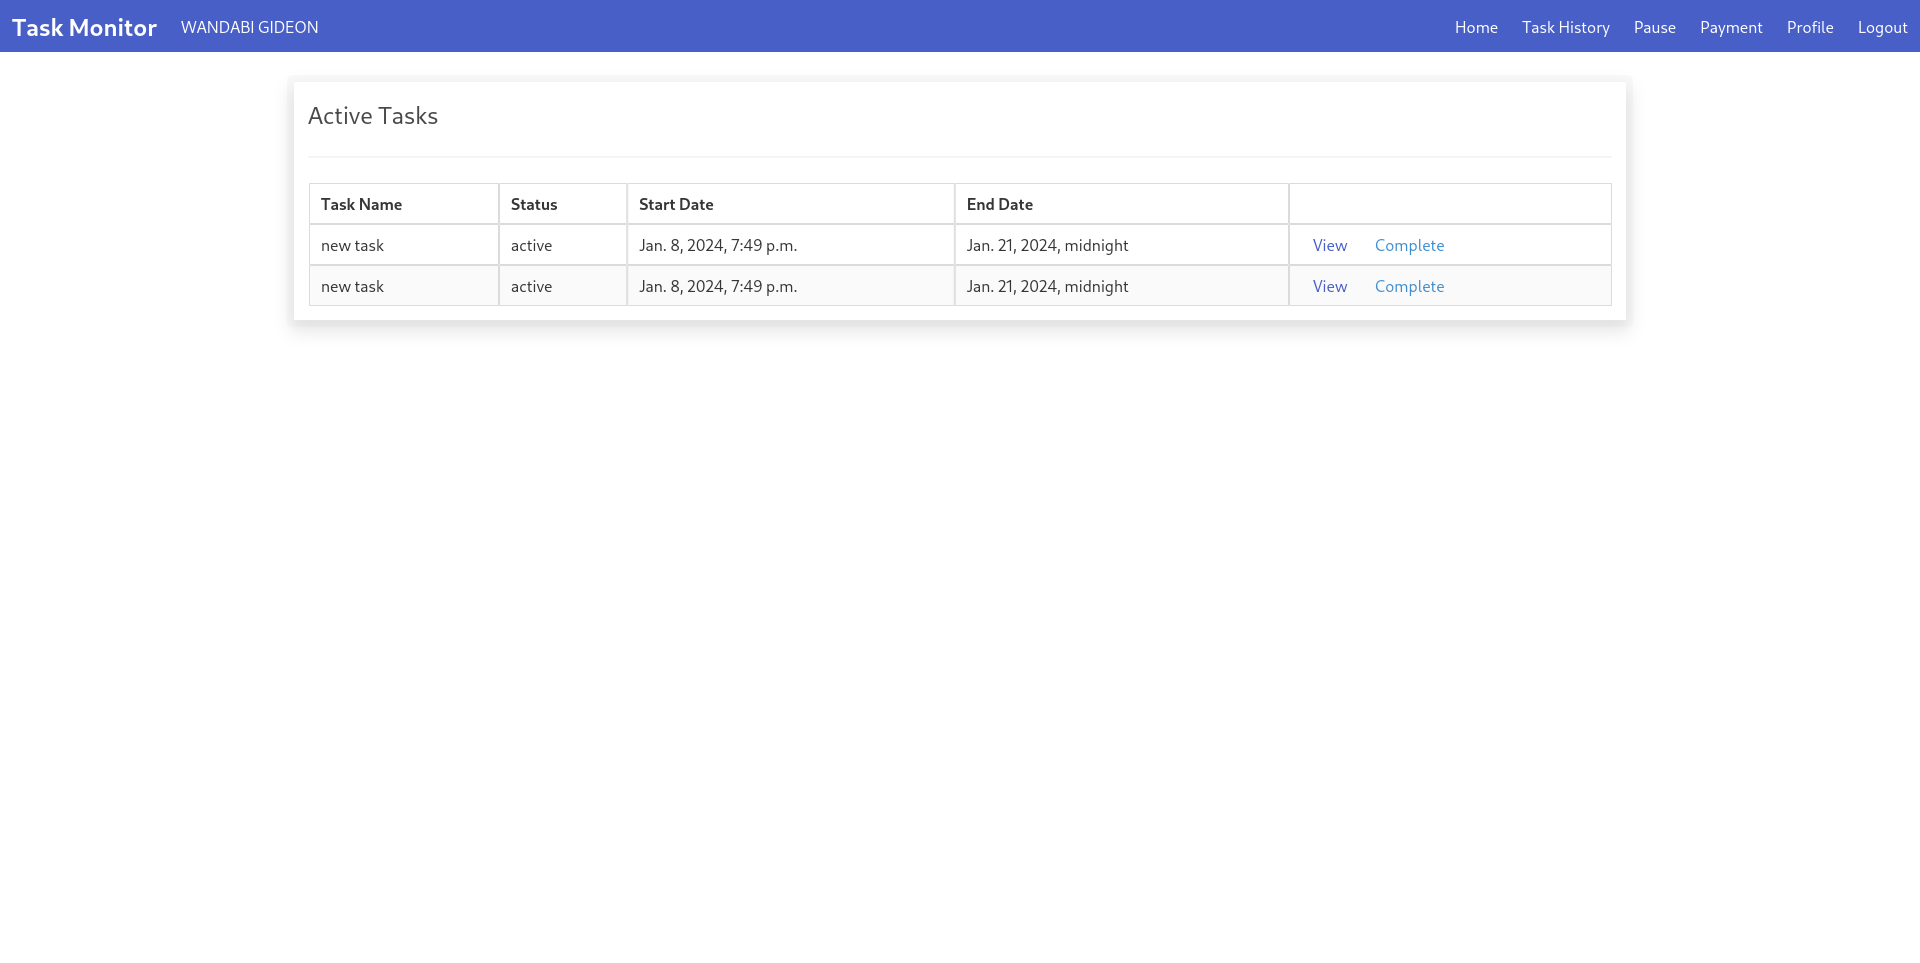 Task Monitor WANDABI GIDEON Home Task History Pause Payment Profile Logout
Active Tasks
Task Name Status Start Date End Date
new task active Jan. 8, 2024, 7:49 p.m. Jan. 21, 2024, midnight View Complete
new task active Jan. 8, 2024, 7:49 p.m. Jan. 21, 2024, midnight View Complete